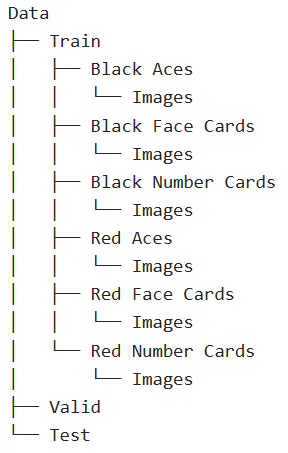 Data
├── Train
│   ├── Black Aces
│   │   └── Images
│   ├── Black Face Cards
│   │   └── Images
│   ├── Black Number Cards
│   │   └── Images
│   ├── Red Aces
│   │   └── Images
│   ├── Red Face Cards
│   │   └── Images
│   └── Red Number Cards
│       └── Images
├── Valid
└── Test